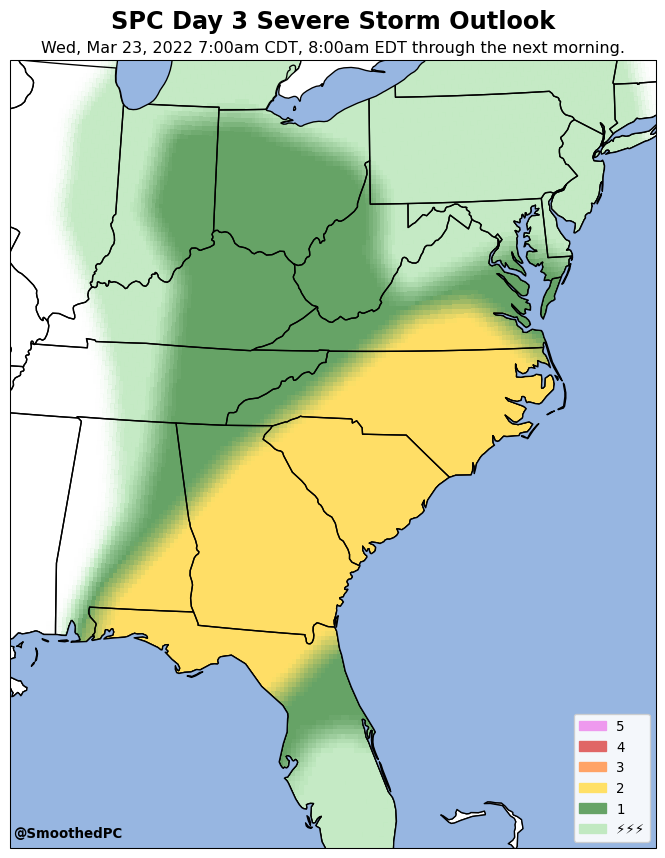 SPC Day 3 Severe Storm Outlook
Wed, Mar 23, 2022 7:00am CDT, 8:00am EDT through the next morning.
5
4
3
2
1
⚡⚡⚡
@SmoothedPC